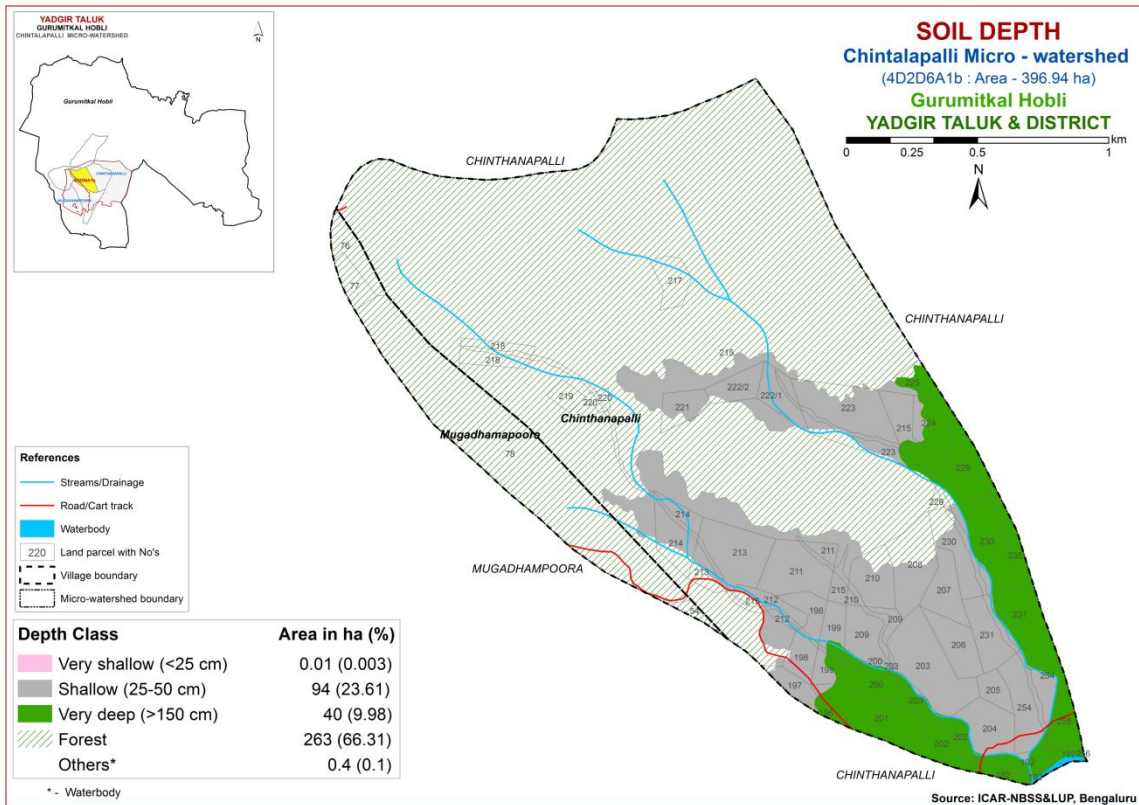 YADGIR TALUK
GURUMITKAL HOBLI
CHINTALAPALLI MICRO-WATERSHED
N
Gurumitkal Hobli
CHINTHANAPALLI
MUGADHAMPOORA
SOIL DEPTH
Chintalapalli Micro - watershed
(4D2D6A1b : Area - 396.94 ha)
Gurumitkal Hobli
YADGIR TALUK & DISTRICT
km
0 0.25 0.5 1
N
CHINTHANAPALLI
76
77
217
CHINTHANAPALLI
218
218
215
222/2
222/1
225
219
220
220
221
223
215
224
Chinthanapalli
Mugadhamapoora
78
223
229
229
214
214
213
211
230
230
235
208
MUGADHAMPOORA
213
211
210
207
54
215
212
212
198
215
210
209
231
199
209
206
231
198
199
200
203
203
254
197
200
205
201
203
254
204
202
202
192
CHINTHANAPALLI
References
Streams/Drainage
Road/Cart track
Waterbody
220 Land parcel with No's
Village boundary
Micro-watershed boundary
Depth Class Area in ha (%)
Very shallow (<25 cm) 0.01 (0.003)
Shallow (25-50 cm) 94 (23.61)
Very deep (>150 cm) 40 (9.98)
Forest 263 (66.31)
Others* 0.4 (0.1)
* - Waterbody
Source: ICAR-NBSS&LUP, Bengaluru